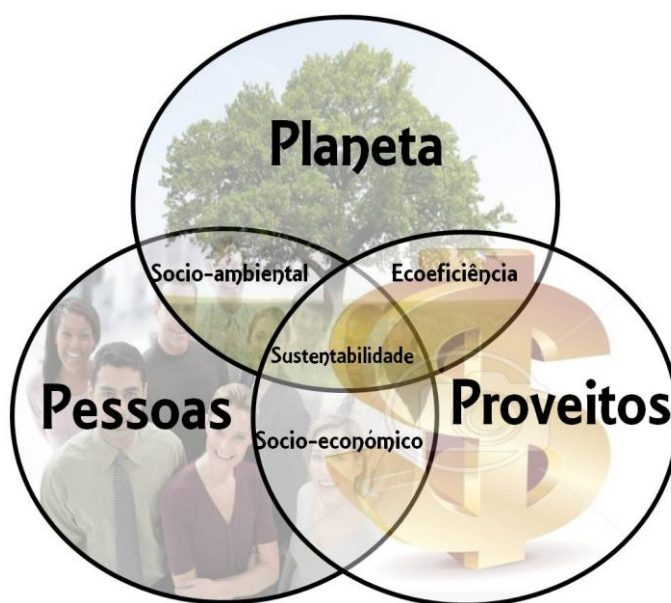 Planeta
Socio-ambiental
Ecoeficiência
Sustentabilidade
Pessoas
Proveitos
Socio-económico